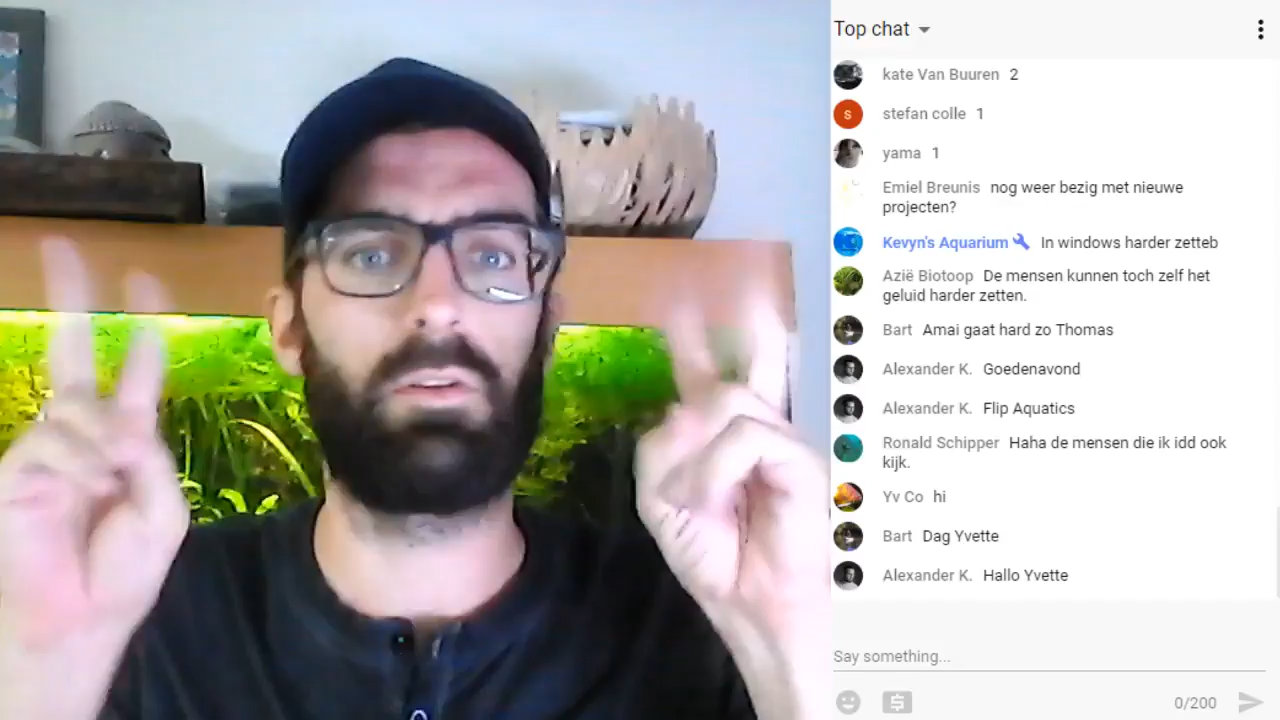 Top chat
kate Van Buuren 2
S
stefan colle 1
yama 1
Emiel Breunis nog weer bezig met nieuwe
projecten?
Kevyn's Aquarium In windows harder zetteb
Azië Biotoop De mensen kunnen toch zelf het
geluid harder zetten.
Bart Amai gaat hard zo Thomas
Alexander K. Goedenavond
Alexander K. Flip Aquatics
Ronald Schipper Haha de mensen die ik idd ook
kijk.
Yv Co hi
Bart Dag Yvette
Alexander K. Hallo Yvette
Say something...
0/200